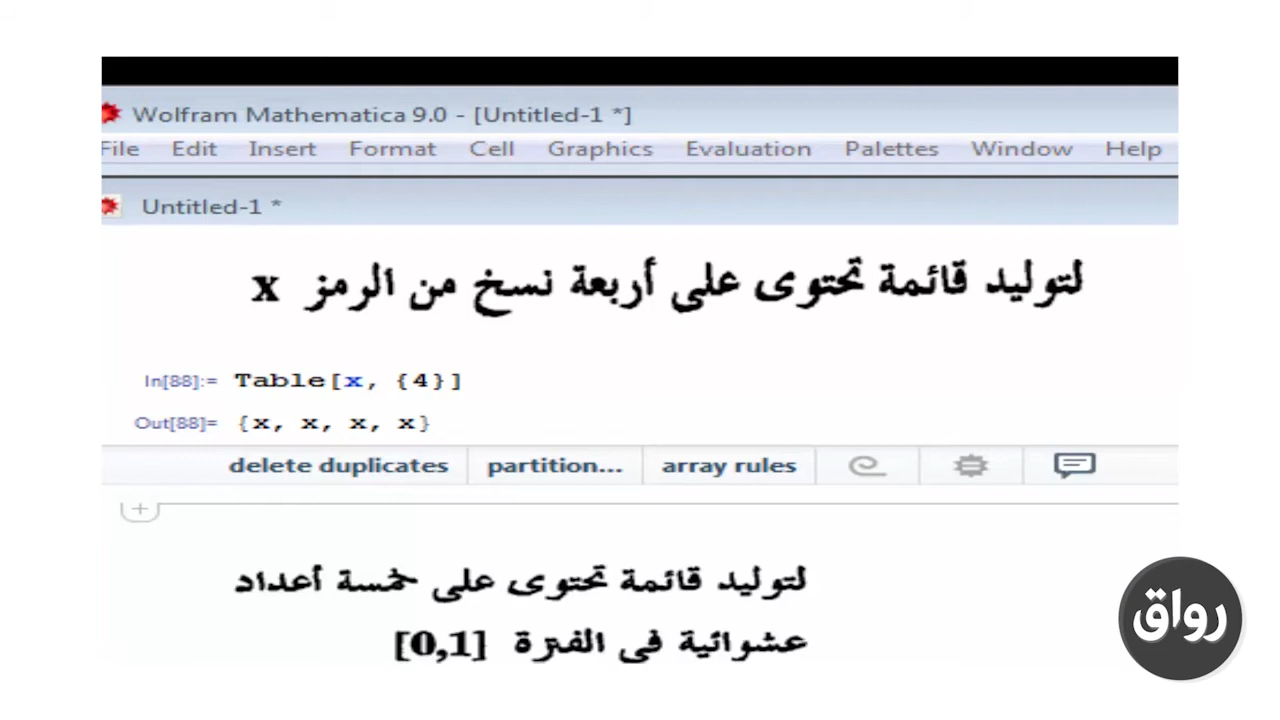 Wolfram Mathematica 9.0 - [Untitled-1 *]
File Edit Insert Format Cell Graphics Evaluation Palettes Window Help
Untitled-1 *
لتوليد قائمة تحتوى على أربعة نسخ من الرمز x
In[88]:= Table[x, {4}]
Out[88]= {x, x, x, x}
delete duplicates partition... array rules
لتوليد قائمة تحتوى على خمسة أعداد
عشوائية فى الفترة [0,1]
رواق